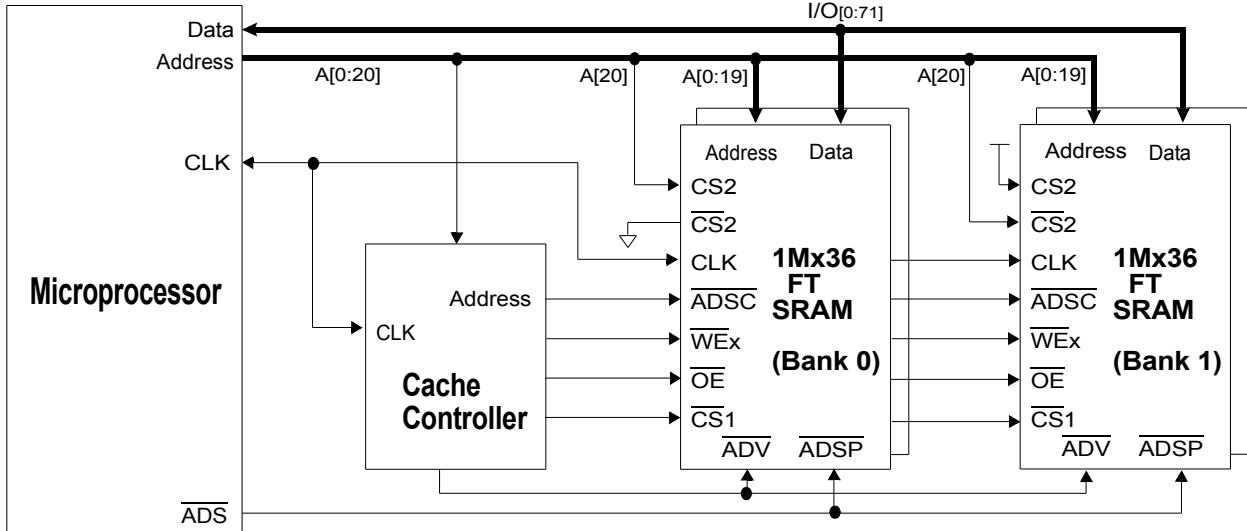 I/O[0:71]
Data
Address
A[0:20]
A[20]
A[0:19]
A[20]
A[0:19]
CLK
Microprocessor
ADS
Address
CLK
Cache
Controller
Address
Data
CS2
CS2
CLK
ADSC
WEx
OE
CS1
1Mx36
FT
SRAM
(Bank 0)
ADV
ADSP
Address
Data
CS2
CS2
CLK
ADSC
WEx
OE
CS1
1Mx36
FT
SRAM
(Bank 1)
ADV
ADSP